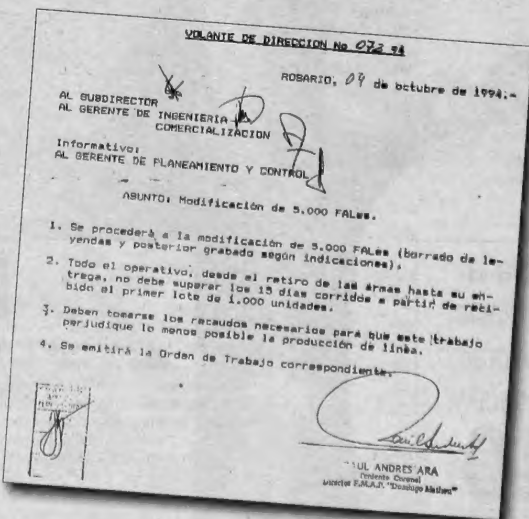 VOLANTE DE DIRECCION No 072 94
ROSARIO, 04 de octubre de 1994.-
AL SUBDIRECTOR
AL GERENTE DE INGENIERIA
COMERCIALIZACION
Informativo:
AL GERENTE DE PLANEAMIENTO Y CONTROL
ASUNTO: Modificación de 5.000 FALes.
1. Se procederá a la modificación de 5.000 FALes (borrado de le-
yendas y posterior grabado según indicaciones).
2. Todo el operativo, desde el retiro de las armas hasta su en-
trega, no debe superar los 15 días corridos a partir de reci-
bido el primer lote de 1.000 unidades.
3. Deben tomarse los recaudos necesarios para que este trabajo
perjudique lo menos posible la producción de línea.
4. Se emitirá la Orden de Trabajo correspondiente.
AUL ANDRES ARA
Teniente Coronel
Director F.M.A.P. "Domingo Matheu"